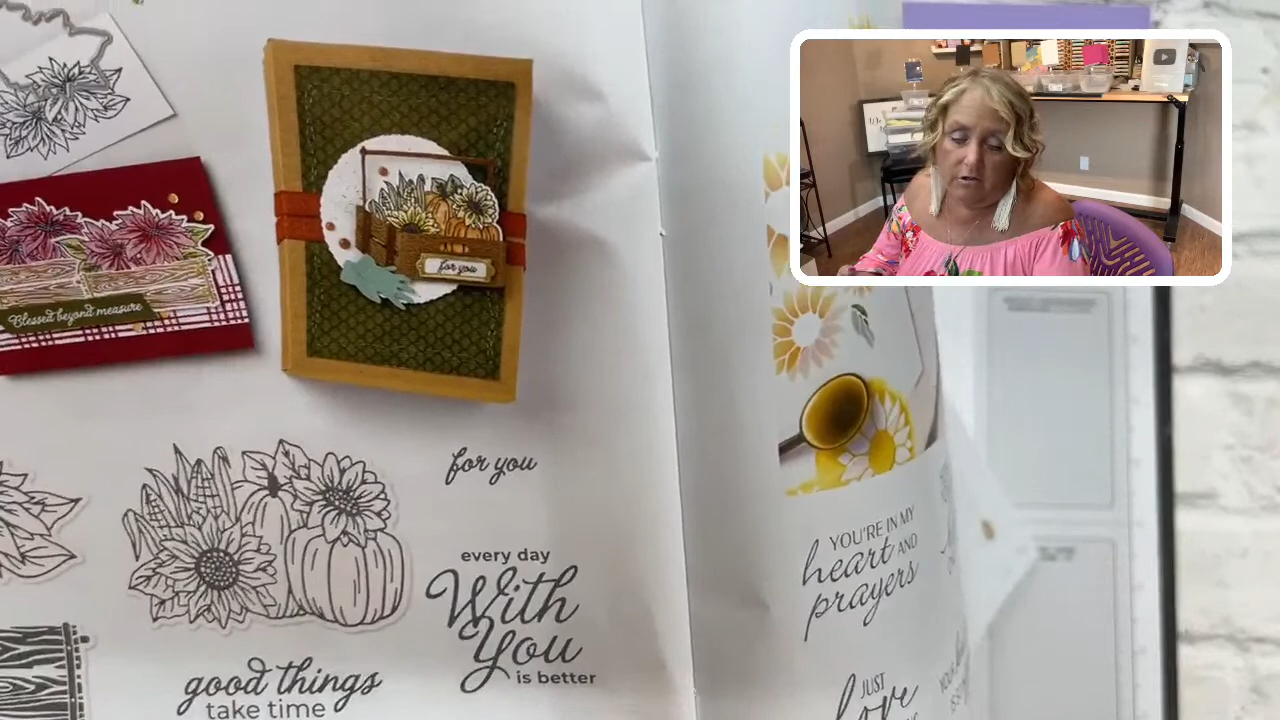 Blessed beyond measure
for you
for you
every day
With
You
is better
good things
take time
YOU'RE IN MY
heart AND
prayers
JUST
love